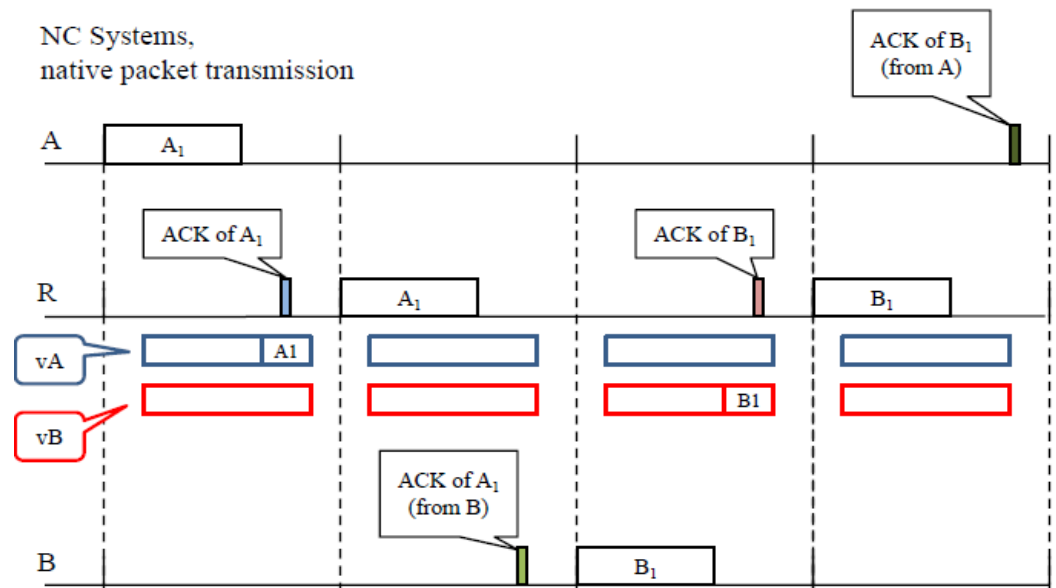 NC Systems,
native packet transmission
ACK of B₁
(from A)
A
A₁
ACK of A₁
ACK of B₁
R
A₁
B₁
vA
A1
vB
B1
ACK of A₁
(from B)
B
B₁